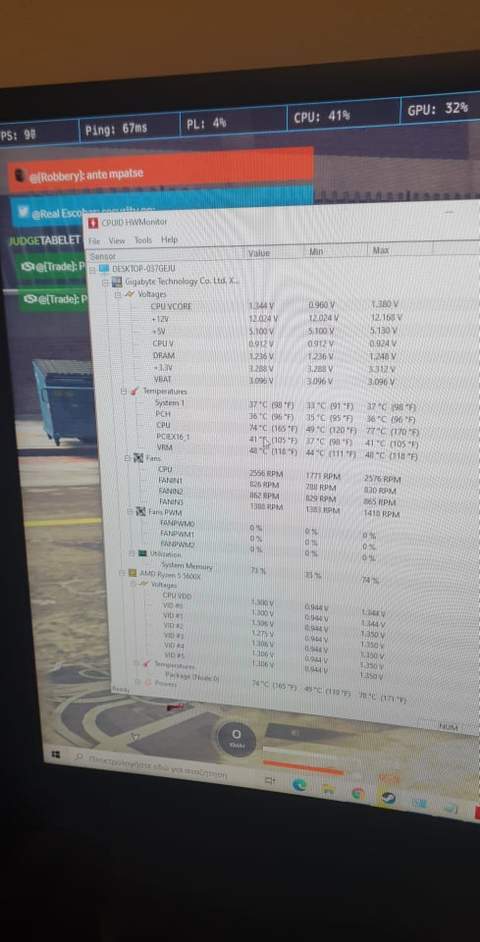 PS: 98 Ping: 67ms PL: 4% CPU: 41% GPU: 32%
@[Robbery]: ante mpatse
@Real Esco
CPUID HWMonitor
JUDGETABELET
File View Tools Help
@[Trade]: P
Sensor Value Min Max
@[Trade]: P
DESKTOP-037GEJU
Gigabyte Technology Co. Ltd. X...
Voltages
CPU VCORE 1.344 V 0.960 V 1.380 V
+12V 12.024 V 12.024 V 12.168 V
+5V 5.100 V 5.100 V 5.130 V
CPU V 0.912 V 0.912 V 0.924 V
DRAM 1.236 V 1.236 V 1.248 V
+3.3V 3.288 V 3.288 V 3.312 V
VBAT 3.096 V 3.096 V 3.096 V
Temperatures
System 1 37 °C (98 °F) 33 °C (91 °F) 37 °C (98 °F)
PCH 36 °C (96 °F) 35 °C (95 °F) 36 °C (96 °F)
CPU 74 °C (165 °F) 49 °C (120 °F) 77 °C (170 °F)
PCIEX16_1 41 °C (105 °F) 37 °C (98 °F) 41 °C (105 °F)
VRM 48 °C (118 °F) 44 °C (111 °F) 48 °C (118 °F)
Fans
CPU 2556 RPM 1771 RPM 2576 RPM
FANIN1 826 RPM 788 RPM 830 RPM
FANIN2 862 RPM 829 RPM 865 RPM
FANIN3 1388 RPM 1383 RPM 1418 RPM
Fans PWM
FANPWM0 0 % 0 % 0 %
FANPWM1 0 % 0 % 0 %
FANPWM2 0 % 0 % 0 %
Utilization
System Memory 73 % 74 %
AMD Ryzen 5 5600X
Voltages
CPU VDD
VID #0 1.300 V 0.944 V 1.344 V
VID #1 1.300 V 0.944 V 1.344 V
VID #2 1.306 V 0.944 V 1.350 V
VID #3 1.275 V 0.944 V 1.350 V
VID #4 1.306 V 0.944 V 1.350 V
VID #5 1.306 V 0.944 V 1.350 V
Temperatures
Package (Node 0) 74 °C (165 °F) 49 °C (119 °F) 78 °C (171 °F)
Powers
Ready NUM
0
Πληκτρολογήστε εδώ για αναζήτηση